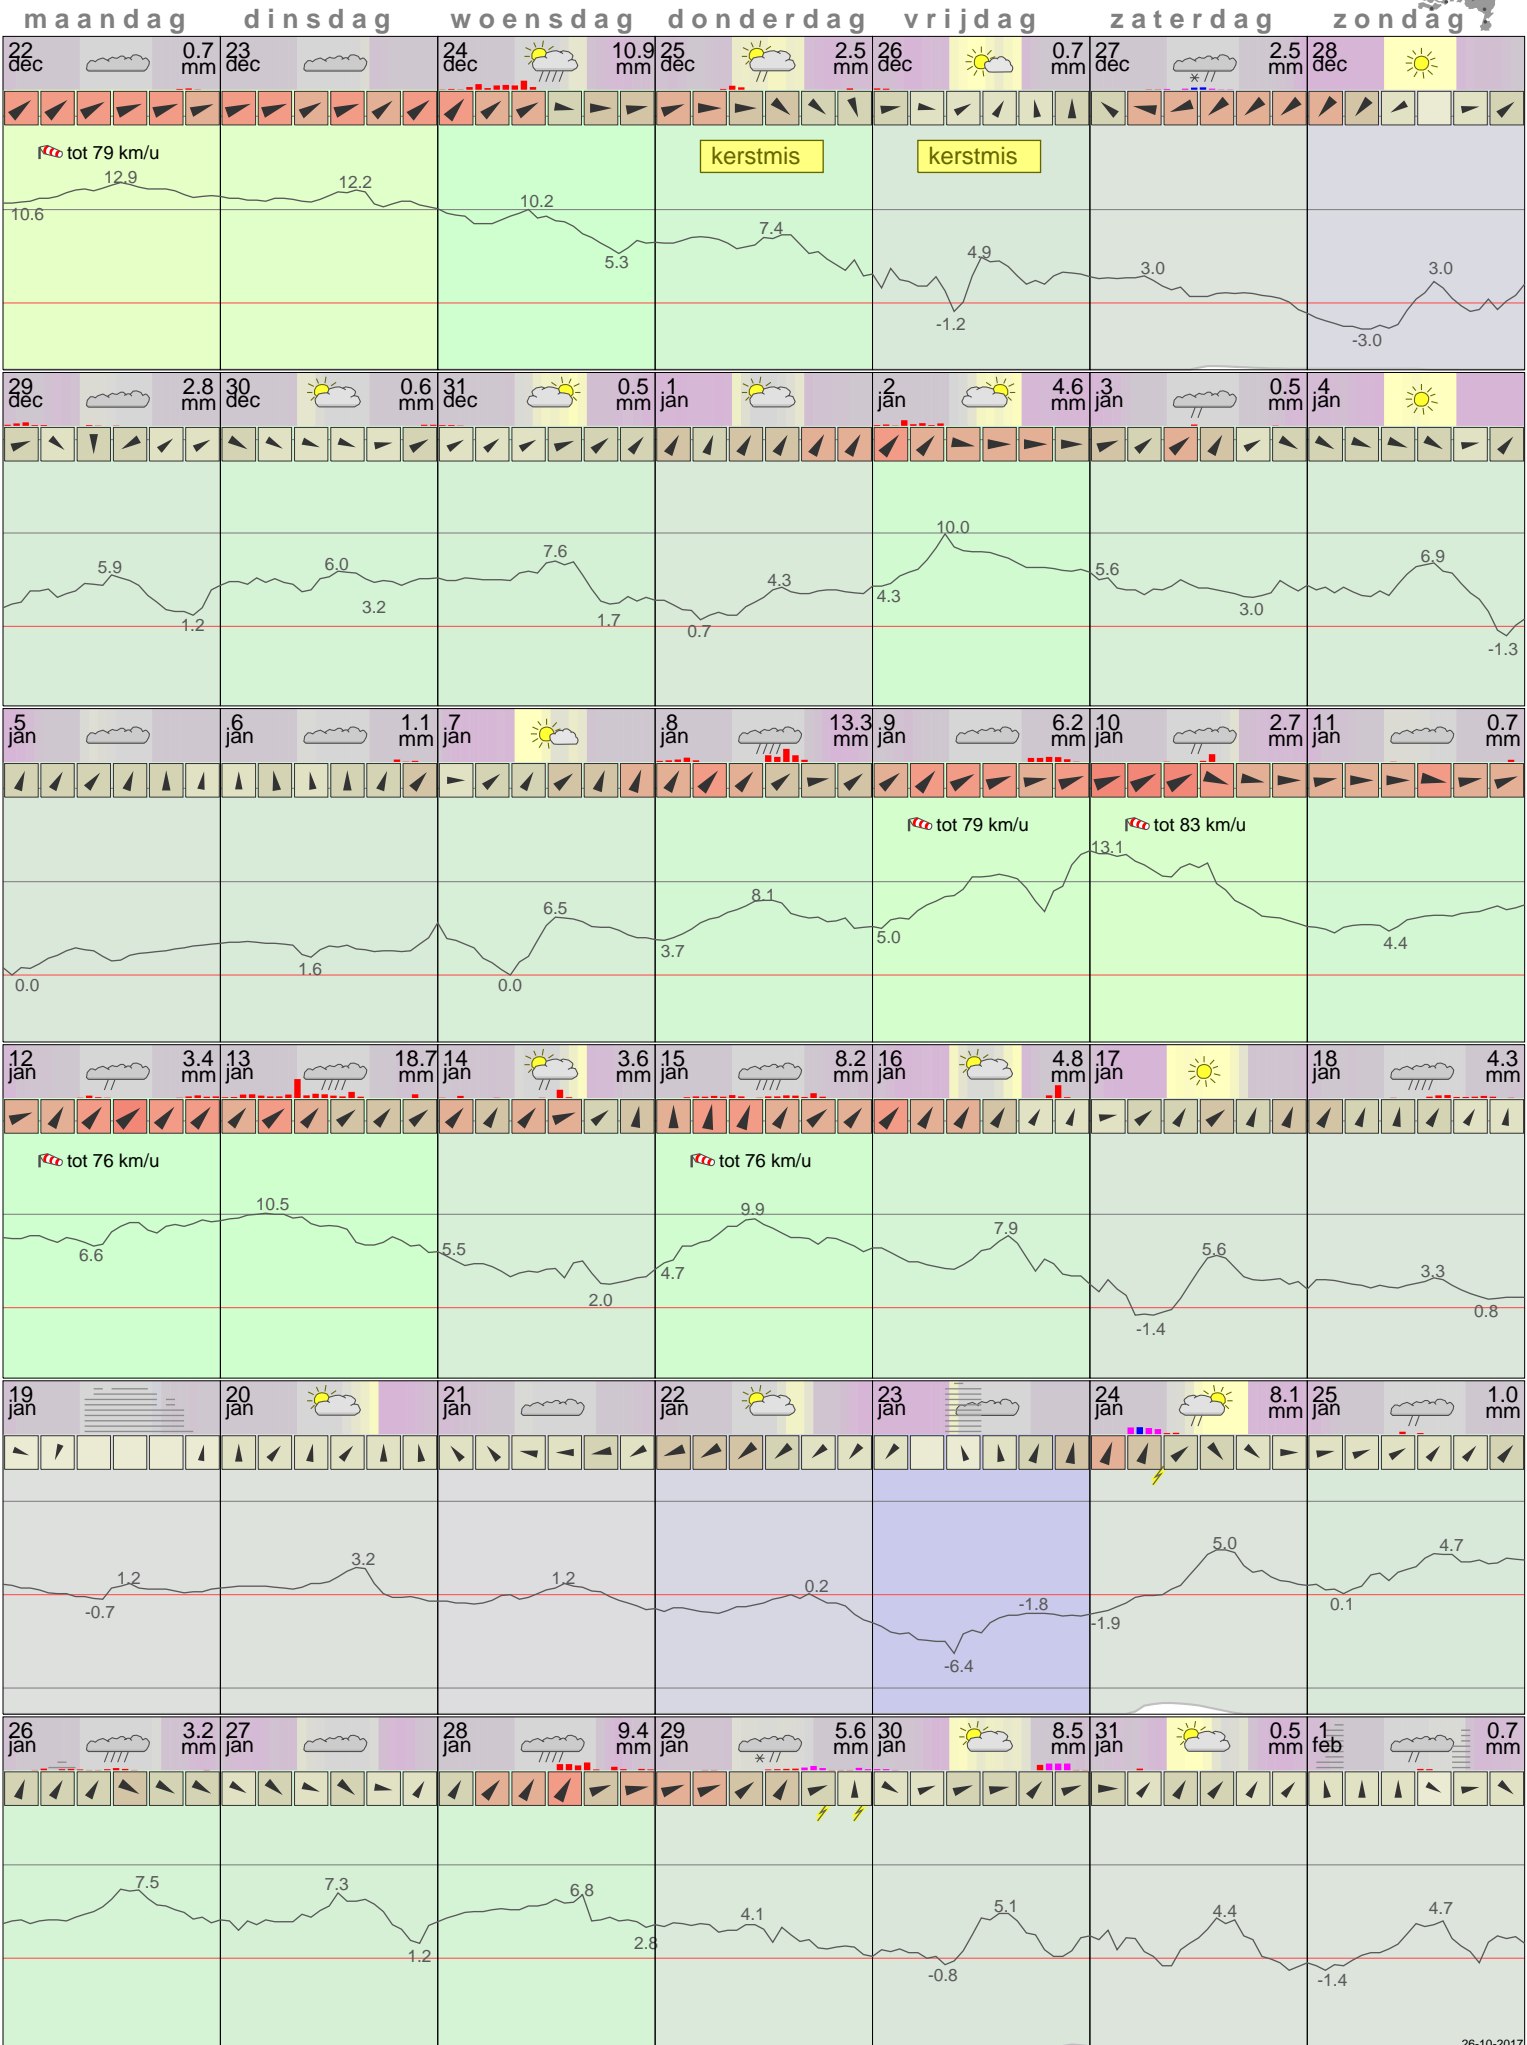 maandag dinsdag woensdag donderdag vrijdag zaterdag zondag
22 0.7 23 24 10.9 25 2.5 26 0.7 27 2.5 28
dec mm dec dec mm dec mm dec mm dec mm dec
tot 79 km/u kerstmis kerstmis
12.9 12.2
10.6 10.2
7.4
5.3 4.9 3.0 3.0
-1.2
-3.0
29 2.8 30 0.6 31 0.5 1 2 4.6 3 0.5 4
dec mm dec mm dec mm jan jan mm jan mm jan
10.0
5.9 6.0 7.6 5.6 6.9
4.3
3.2 4.3 3.0
1.2 1.7 0.7
-1.3
5 6 1.1 7 8 13.3 9 6.2 10 2.7 11 0.7
jan jan mm jan jan mm jan mm jan mm jan mm
tot 79 km/u tot 83 km/u
13.1
8.1
6.5
3.7 5.0 4.4
1.6
0.0 0.0
12 3.4 13 18.7 14 3.6 15 8.2 16 4.8 17 18 4.3
jan mm jan mm jan mm jan mm jan mm jan jan mm
tot 76 km/u tot 76 km/u
10.5 9.9
7.9
6.6 5.5 5.6
4.7 3.3
2.0 0.8
-1.4
19 20 21 22 23 24 8.1 25 1.0
jan jan jan jan jan jan mm jan mm
5.0 4.7
3.2
1.2 1.2 0.2
-0.7 -1.8 0.1
-1.9
-6.4
26 3.2 27 28 9.4 29 5.6 30 8.5 31 0.5 1 0.7
jan mm jan jan mm jan mm jan mm jan mm feb mm
7.5 7.3 6.8
4.1 5.1 4.4 4.7
2.8
1.2
-0.8 -1.4
26-10-2017